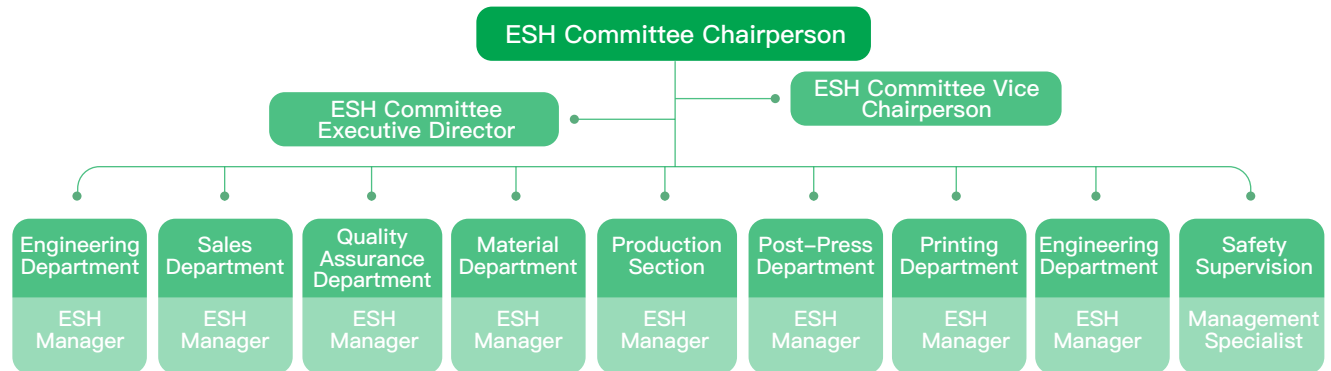 ESH Committee Chairperson
ESH Committee Vice
Chairperson
ESH Committee
Executive Director
Engineering
Department
ESH
Manager
Sales
Department
ESH
Manager
Quality
Assurance
Department
ESH
Manager
Material
Department
ESH
Manager
Production
Section
ESH
Manager
Post-Press
Department
ESH
Manager
Printing
Department
ESH
Manager
Engineering
Department
ESH
Manager
Safety
Supervision
Management
Specialist